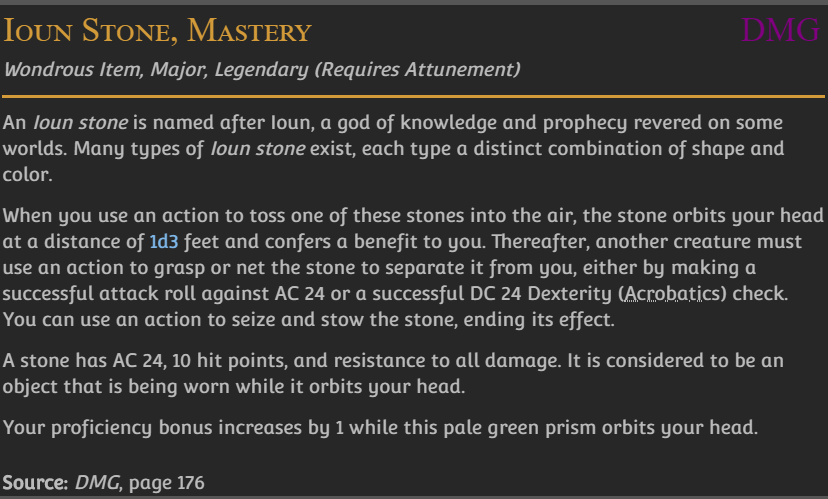 Ioun Stone, Mastery DMG
Wondrous Item, Major, Legendary (Requires Attunement)
An Ioun stone is named after Ioun, a god of knowledge and prophecy revered on some
worlds. Many types of Ioun stone exist, each type a distinct combination of shape and
color.
When you use an action to toss one of these stones into the air, the stone orbits your head
at a distance of 1d3 feet and confers a benefit to you. Thereafter, another creature must
use an action to grasp or net the stone to separate it from you, either by making a
successful attack roll against AC 24 or a successful DC 24 Dexterity (Acrobatics) check.
You can use an action to seize and stow the stone, ending its effect.
A stone has AC 24, 10 hit points, and resistance to all damage. It is considered to be an
object that is being worn while it orbits your head.
Your proficiency bonus increases by 1 while this pale green prism orbits your head.
Source: DMG, page 176